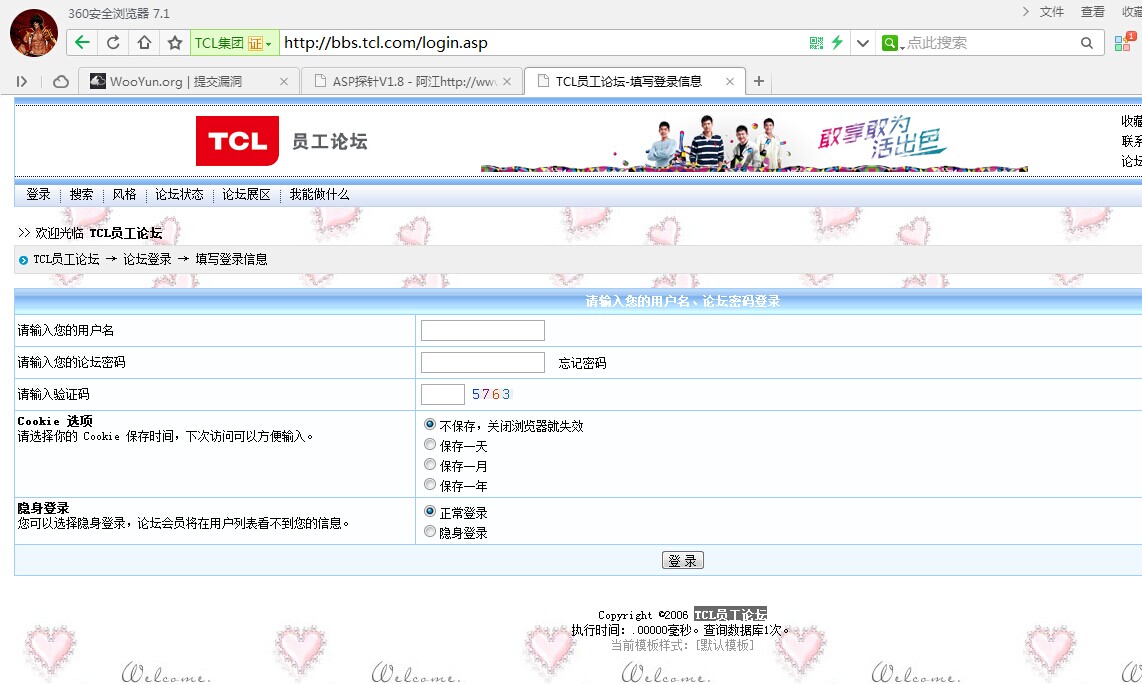 360安全浏览器 7.1
文件 查看 收藏
TCL集团 证 http://bbs.tcl.com/login.asp 点此搜索 1
WooYun.org | 提交漏洞 ASP探针V1.8 - 阿江http://ww TCL员工论坛-填写登录信息
TCL 员工论坛 敢享敢为
活出色
收藏
联系
论坛
登录 搜索 风格 论坛状态 论坛展区 我能做什么
>> 欢迎光临 TCL员工论坛
TCL员工论坛 → 论坛登录 → 填写登录信息
请输入您的用户名、论坛密码登录
请输入您的用户名
请输入您的论坛密码 忘记密码
请输入验证码 5763
Cookie 选项
请选择你的 Cookie 保存时间，下次访问可以方便输入。
不保存，关闭浏览器就失效
保存一天
保存一月
保存一年
隐身登录
您可以选择隐身登录，论坛会员将在用户列表看不到您的信息。
正常登录
隐身登录
登 录
Copyright ©2006 TCL员工论坛
执行时间：.00000毫秒。查询数据库1次。
当前模板样式：[默认模板]
Welcome. Welcome. Welcome. Welcome.